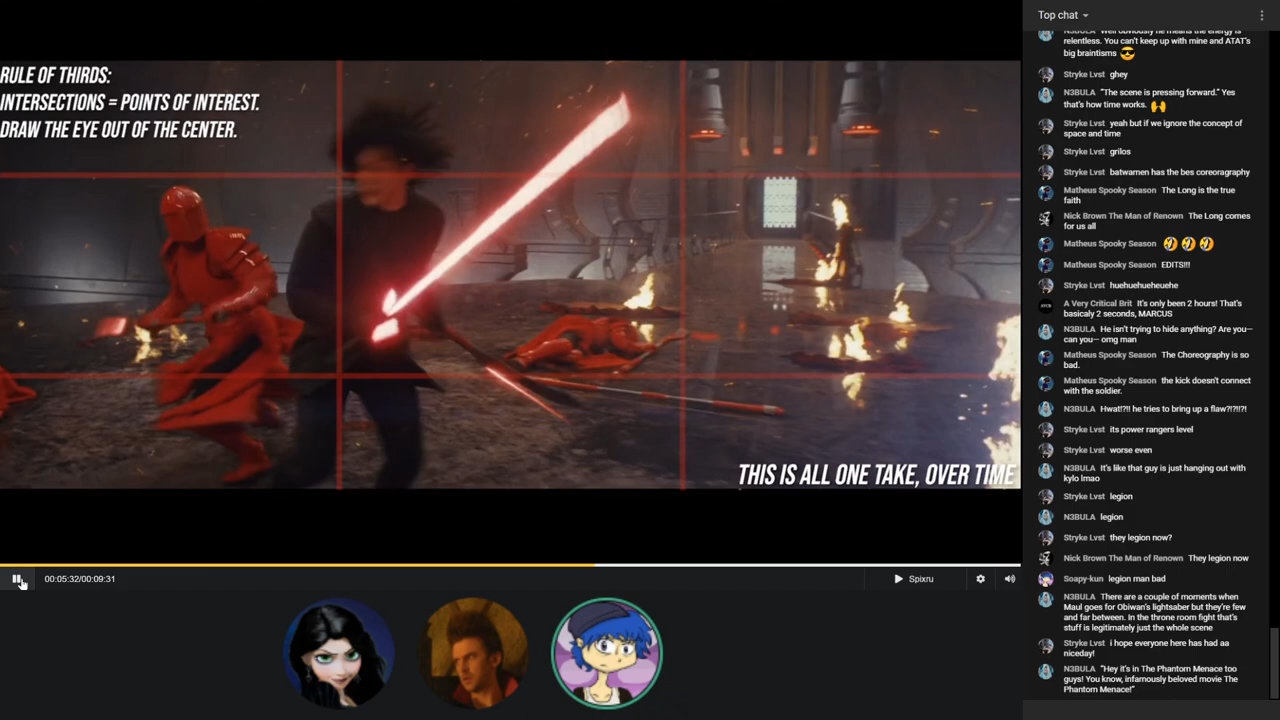 RULE OF THIRDS:
INTERSECTIONS = POINTS OF INTEREST.
DRAW THE EYE OUT OF THE CENTER.
THIS IS ALL ONE TAKE, OVER TIME
00:05:32/00:09:31
Spixru
Top chat
N3BULA Well obviously he means the energy is
relentless. You can't keep up with mine and ATAT's
big braintisms 😎
Stryke Lvst ghey
N3BULA "The scene is pressing forward." Yes
that's how time works. 🙌
Stryke Lvst yeah but if we ignore the concept of
space and time
Stryke Lvst grilos
Stryke Lvst batwamen has the bes coreoragraphy
Matheus Spooky Season The Long is the true
faith
Nick Brown The Man of Renown The Long comes
for us all
Matheus Spooky Season 🤣 🤣 🤣
Matheus Spooky Season EDITS!!!
Stryke Lvst huehuehueheuehe
A Very Critical Brit It's only been 2 hours! That's
basicaly 2 seconds, MARCUS
N3BULA He isn't trying to hide anything? Are you—
can you— omg man
Matheus Spooky Season The Choreography is so
bad.
Matheus Spooky Season the kick doesn't connect
with the soldier.
N3BULA Hwat!?!! he tries to bring up a flaw?!?!!?!
Stryke Lvst its power rangers level
Stryke Lvst worse even
N3BULA It's like that guy is just hanging out with
kylo lmao
Stryke Lvst legion
N3BULA legion
Stryke Lvst they legion now?
Nick Brown The Man of Renown They legion now
Soapy-kun legion man bad
N3BULA There are a couple of moments when
Maul goes for Obiwan's lightsaber but they're few
and far between. In the throne room fight that's
stuff is legitimately just the whole scene
Stryke Lvst i hope everyone here has had aa
niceday!
N3BULA "Hey it's in The Phantom Menace too
guys! You know, infamously beloved movie The
Phantom Menace!"